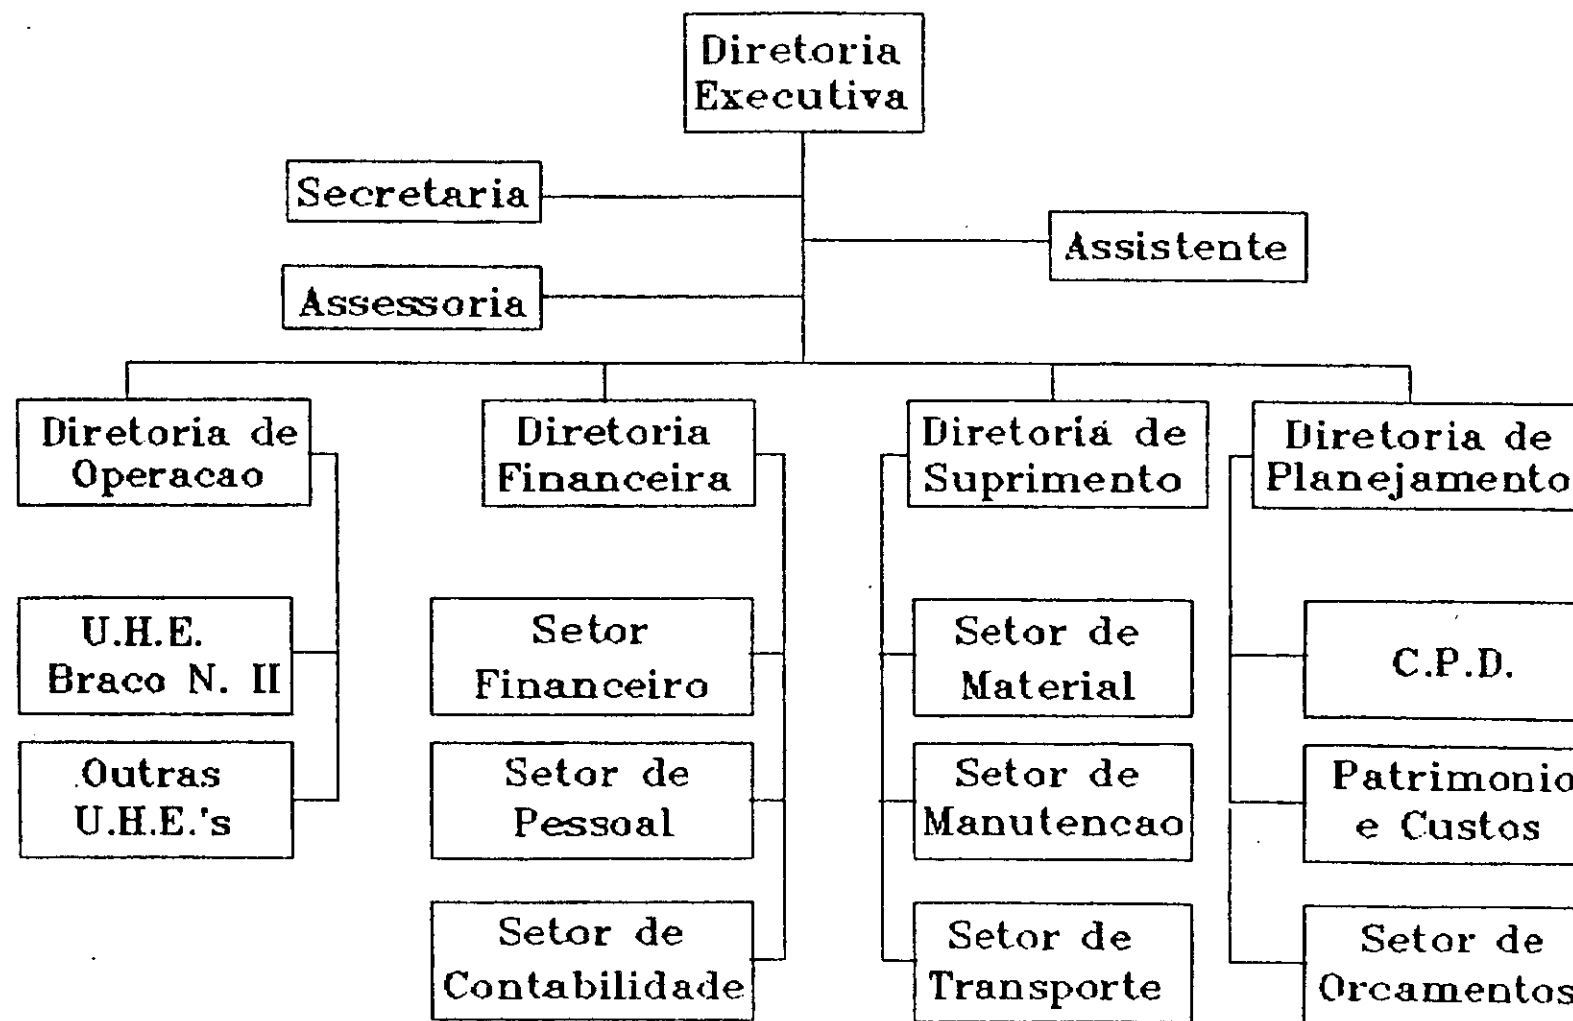 Diretoria
Executiva
Secretaria
Assistente
Assessoria
Diretoria de
Operacao
Diretoria
Financeira
Diretoria de
Suprimento
Diretoria de
Planejamento
U.H.E.
Braco N. II
Setor
Financeiro
Setor de
Material
C.P.D.
Outras
U.H.E.'s
Setor de
Pessoal
Setor de
Manutencao
Patrimonio
e Custos
Setor de
Contabilidade
Setor de
Transporte
Setor de
Orcamentos